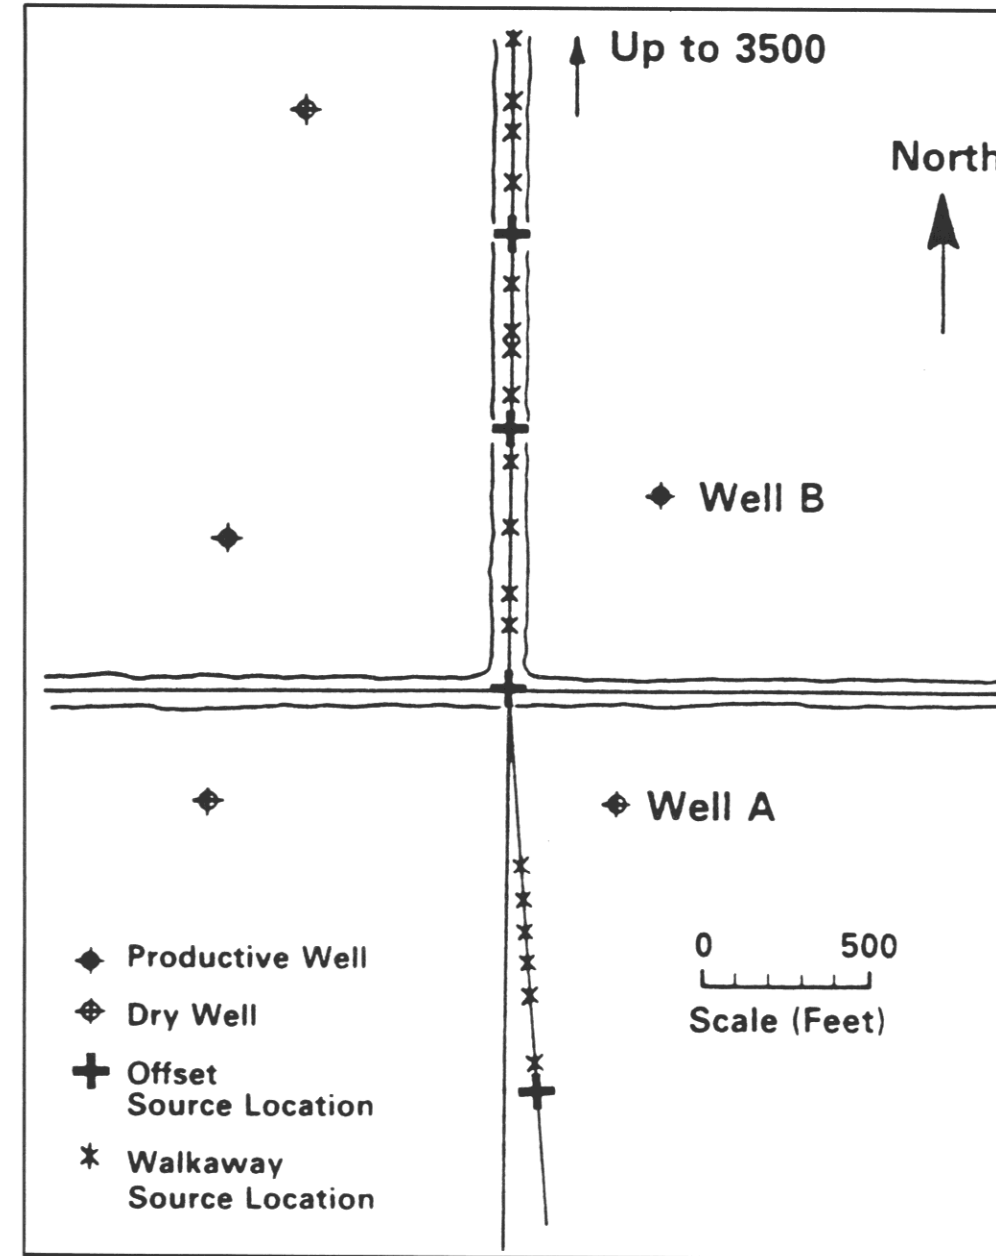 Up to 3500
North
Well B
Well A
0 500
Scale (Feet)
Productive Well
Dry Well
Offset
Source Location
Walkaway
Source Location